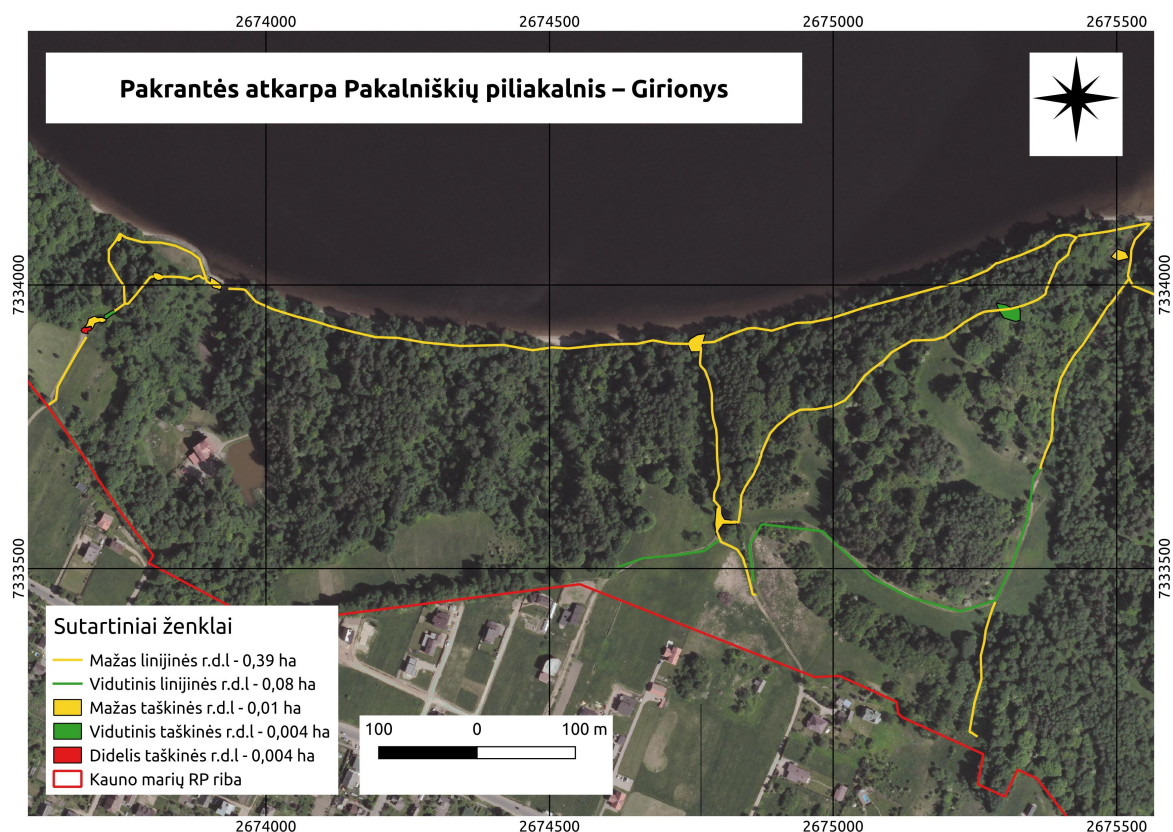 2674000 2674500 2675000 2675500
Pakrantės atkarpa Pakalniškių piliakalnis – Girionys
7334000 7334000
7333500 7333500
Sutartiniai ženklai
Mažas linijinės r.d.l - 0,39 ha
Vidutinis linijinės r.d.l - 0,08 ha
Mažas taškinės r.d.l - 0,01 ha
Vidutinis taškinės r.d.l - 0,004 ha
Didelis taškinės r.d.l - 0,004 ha
Kauno marių RP riba
100 0 100 m
2674000 2674500 2675000 2675500